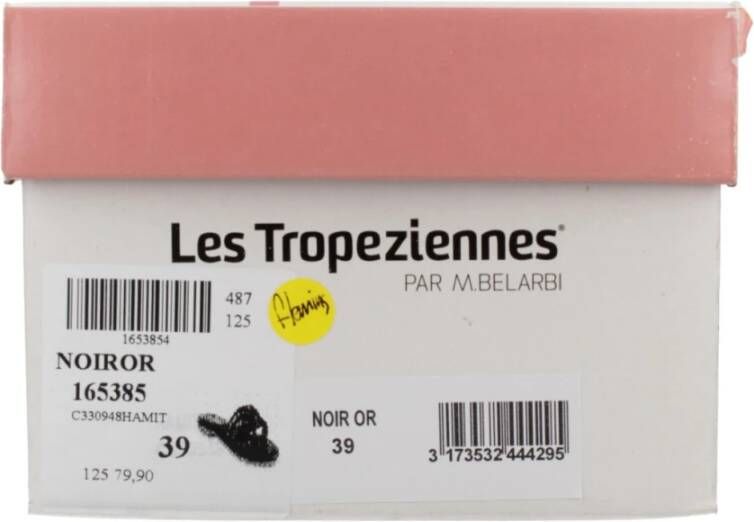 Les Tropeziennes®
PAR M.BELARBI
487
125
1653854
NOIROR
165385
C330948HAMIT
39
125 79,90
NOIR OR
39
3 173532 444295